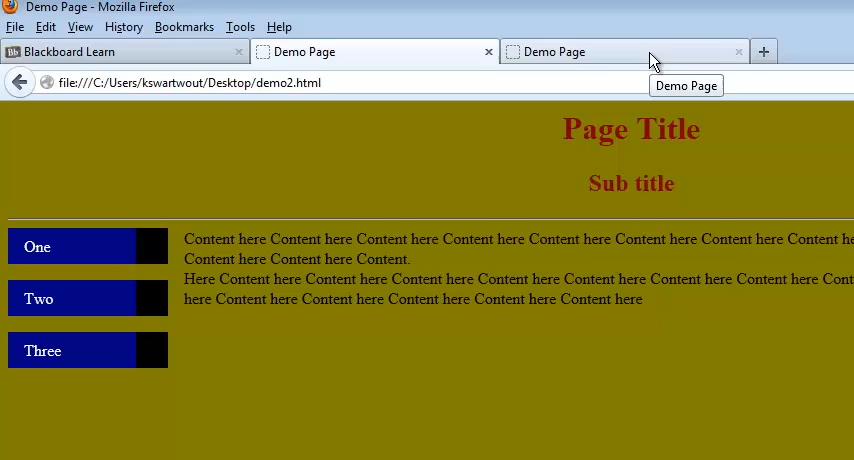 Demo Page - Mozilla Firefox
File Edit View History Bookmarks Tools Help
Bb Blackboard Learn × Demo Page × Demo Page × +
file:///C:/Users/kswartwout/Desktop/demo2.html
Demo Page
Page Title
Sub title
One
Two
Three
Content here Content here Content here Content here Content here Content here Content here Content he
Content here Content here Content.
Here Content here Content here Content here Content here Content here Content here Content here Cont
here Content here Content here Content here Content here Content here